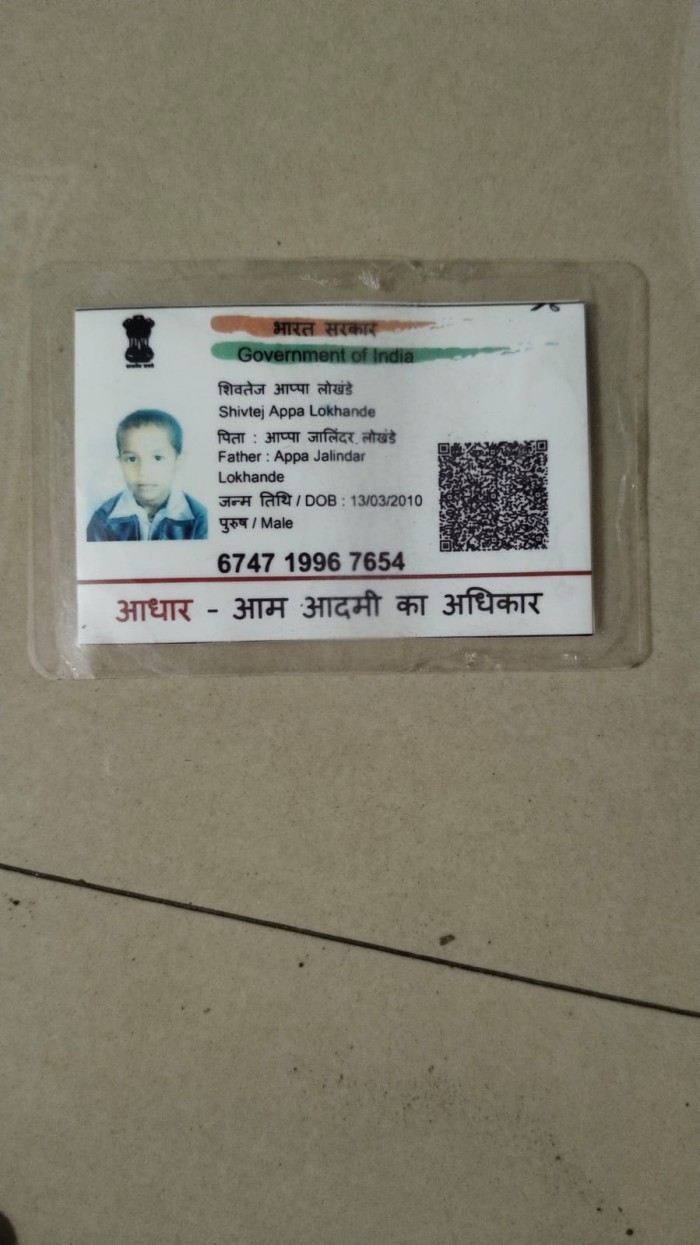 भारत सरकार
Government of India
शिवतेज आप्पा लोखंडे
Shivtej Appa Lokhande
पिता : आप्पा जालिंदर लोखंडे
Father : Appa Jalindar
Lokhande
जन्म तिथि / DOB : 13/03/2010
पुरुष / Male
6747 1996 7654
आधार - आम आदमी का अधिकार